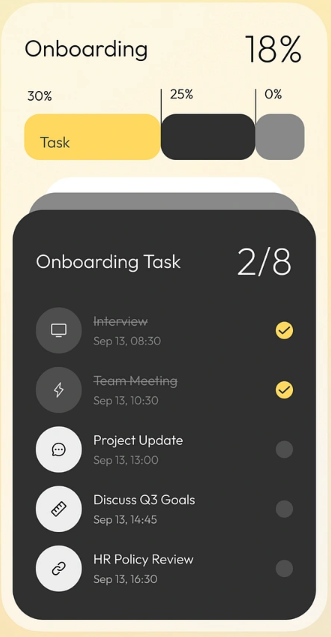 Onboarding 18%
30% 25% 0%
Task
Onboarding Task 2/8
Interview
Sep 13, 08:30
Team Meeting
Sep 13, 10:30
Project Update
Sep 13, 13:00
Discuss Q3 Goals
Sep 13, 14:45
HR Policy Review
Sep 13, 16:30